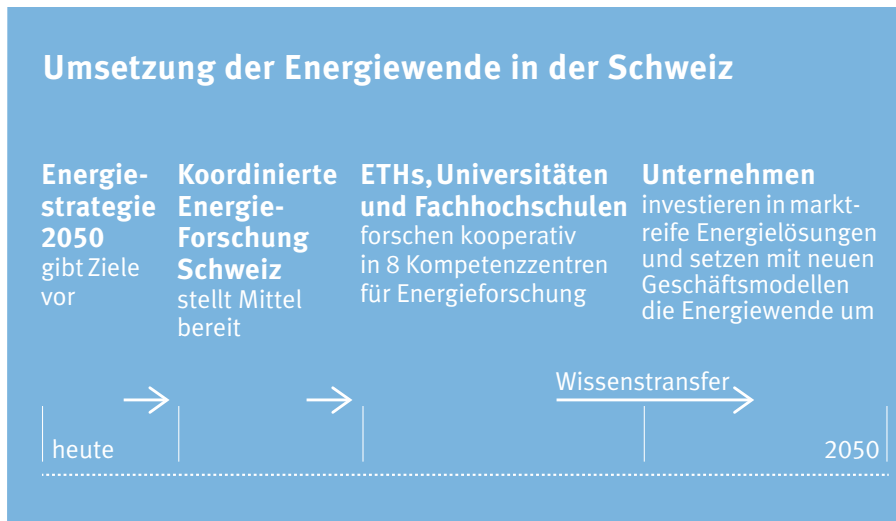 Umsetzung der Energiewende in der Schweiz
Energie-
strategie
2050
gibt Ziele
vor
Koordinierte
Energie-
Forschung
Schweiz
stellt Mittel
bereit
ETHs, Universitäten
und Fachhochschulen
forschen kooperativ
in 8 Kompetenzzentren
für Energieforschung
Unternehmen
investieren in markt-
reife Energielösungen
und setzen mit neuen
Geschäftsmodellen
die Energiewende um
Wissenstransfer
heute
2050